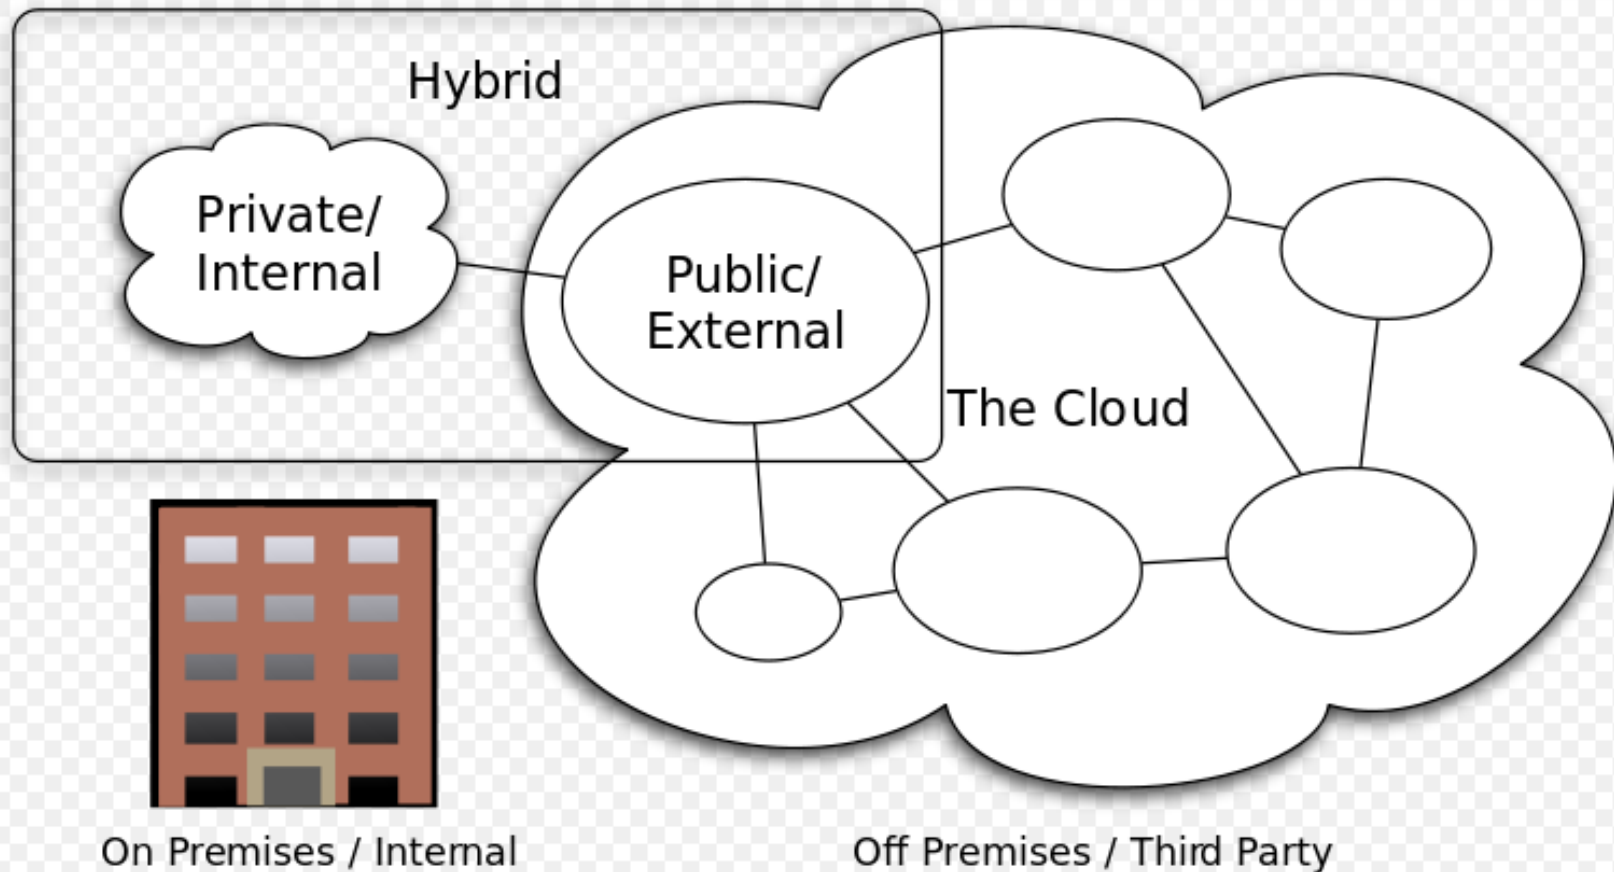 Hybrid
Private/
Internal
Public/
External
The Cloud
On Premises / Internal
Off Premises / Third Party